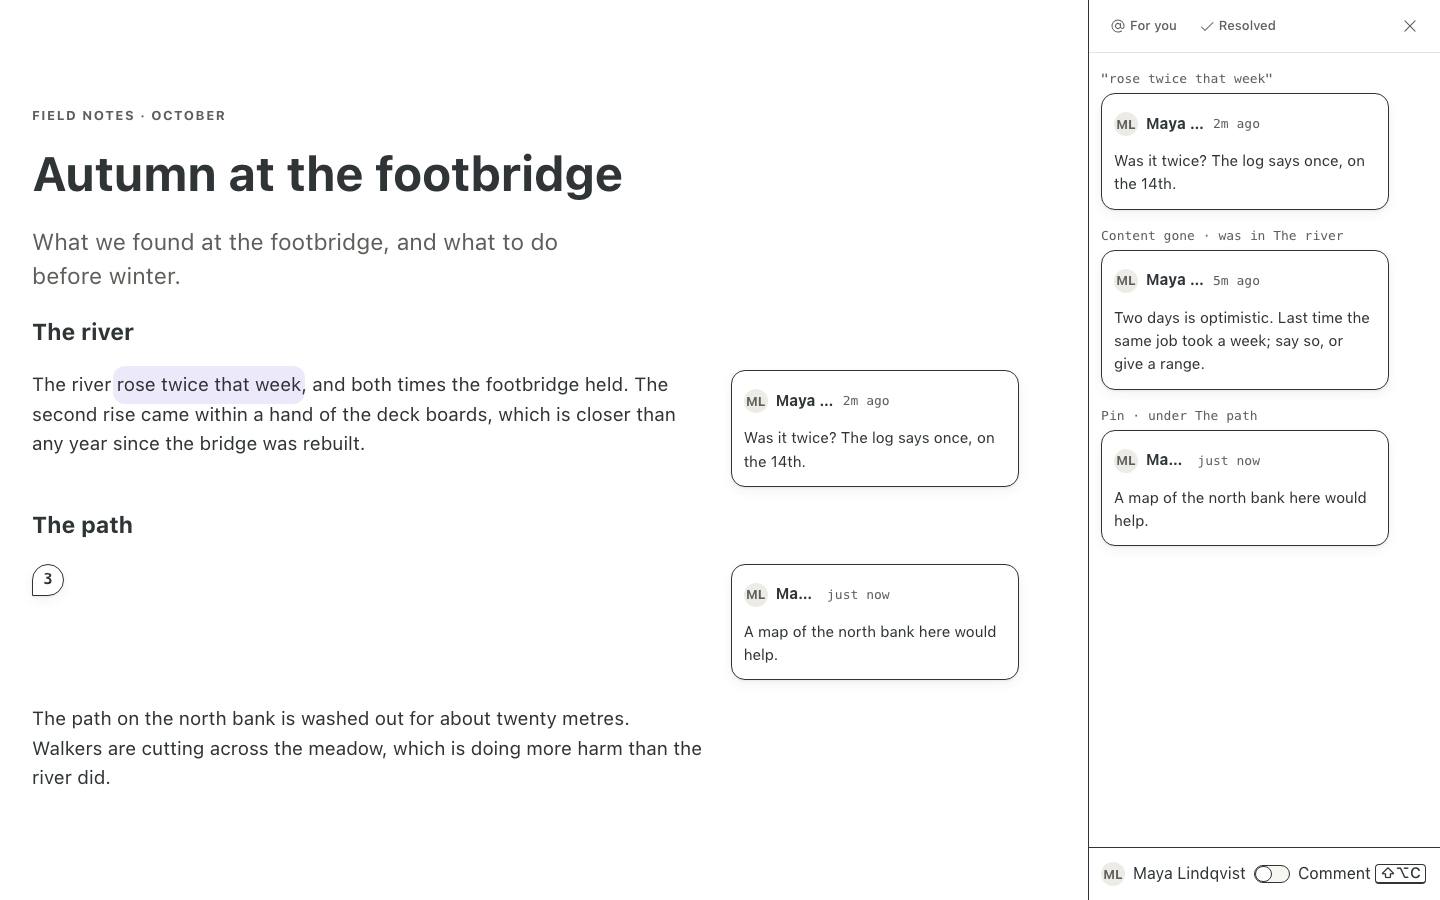 FIELD NOTES · OCTOBER
Autumn at the footbridge
What we found at the footbridge, and what to do
before winter.
The river
The river rose twice that week, and both times the footbridge held. The
second rise came within a hand of the deck boards, which is closer than
any year since the bridge was rebuilt.
ML Maya ... 2m ago
Was it twice? The log says once, on
the 14th.
The path
3
ML Ma... just now
A map of the north bank here would
help.
The path on the north bank is washed out for about twenty metres.
Walkers are cutting across the meadow, which is doing more harm than the
river did.
@ For you Resolved
"rose twice that week"
ML Maya ... 2m ago
Was it twice? The log says once, on
the 14th.
Content gone · was in The river
ML Maya ... 5m ago
Two days is optimistic. Last time the
same job took a week; say so, or
give a range.
Pin · under The path
ML Ma... just now
A map of the north bank here would
help.
ML Maya Lindqvist Comment ⇧⌥C